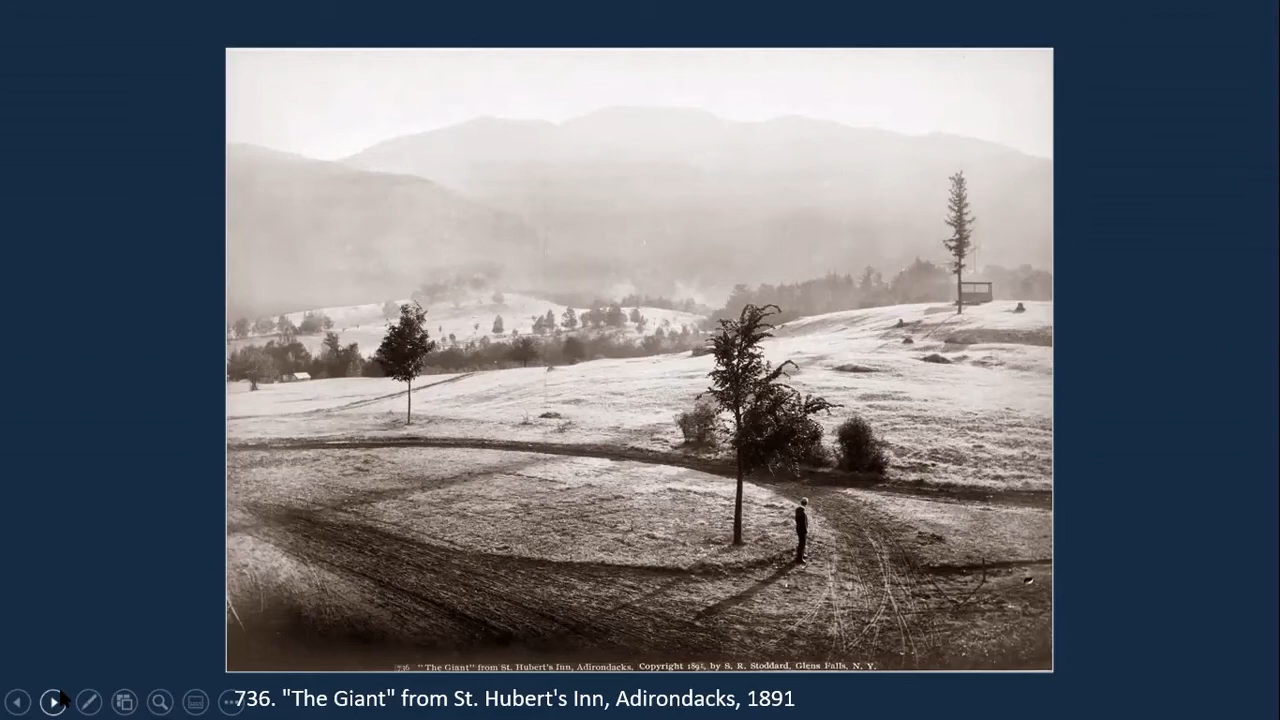 736 "The Giant" from St. Hubert's Inn, Adirondacks, Copyright 1891, by S. R. Stoddard, Glens Falls, N. Y.
736. "The Giant" from St. Hubert's Inn, Adirondacks, 1891